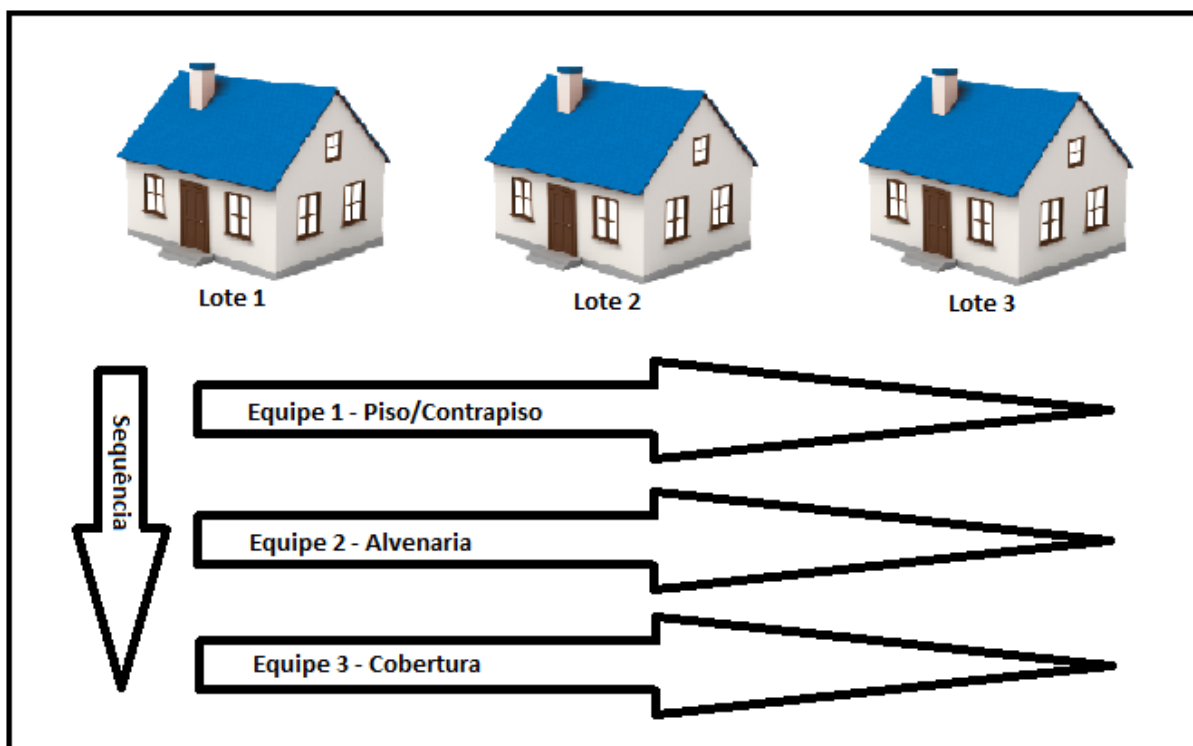 Lote 1
Lote 2
Lote 3
Sequência
Equipe 1 - Piso/Contrapiso
Equipe 2 - Alvenaria
Equipe 3 - Cobertura